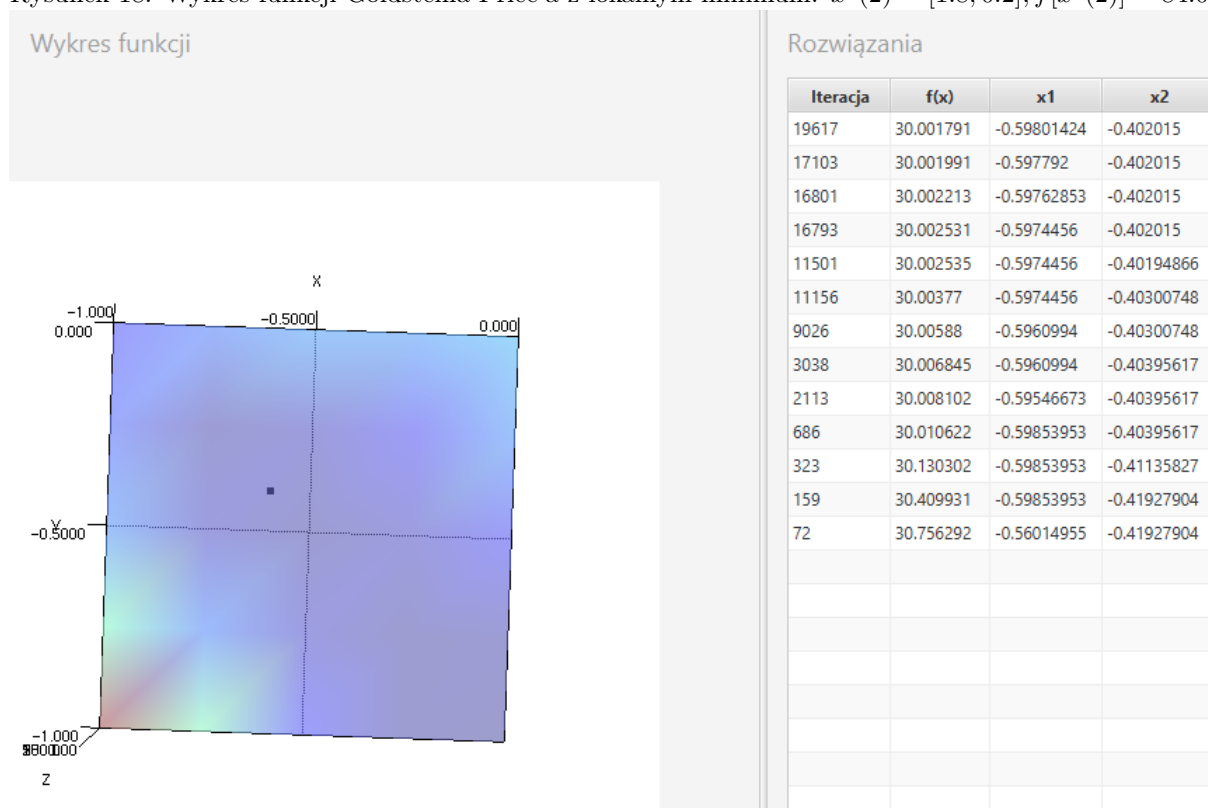 Wykres funkcji
Rozwiązania
Iteracja f(x) x1 x2
19617 30.001791 -0.59801424 -0.402015
17103 30.001991 -0.597792 -0.402015
16801 30.002213 -0.59762853 -0.402015
16793 30.002531 -0.5974456 -0.402015
11501 30.002535 -0.5974456 -0.40194866
11156 30.00377 -0.5974456 -0.40300748
9026 30.00588 -0.5960994 -0.40300748
3038 30.006845 -0.5960994 -0.40395617
2113 30.008102 -0.59546673 -0.40395617
686 30.010622 -0.59853953 -0.40395617
323 30.130302 -0.59853953 -0.41135827
159 30.409931 -0.59853953 -0.41927904
72 30.756292 -0.56014955 -0.41927904
X
-1.000 -0.5000 0.000
0.000
Y
-0.5000
-1.000
Z